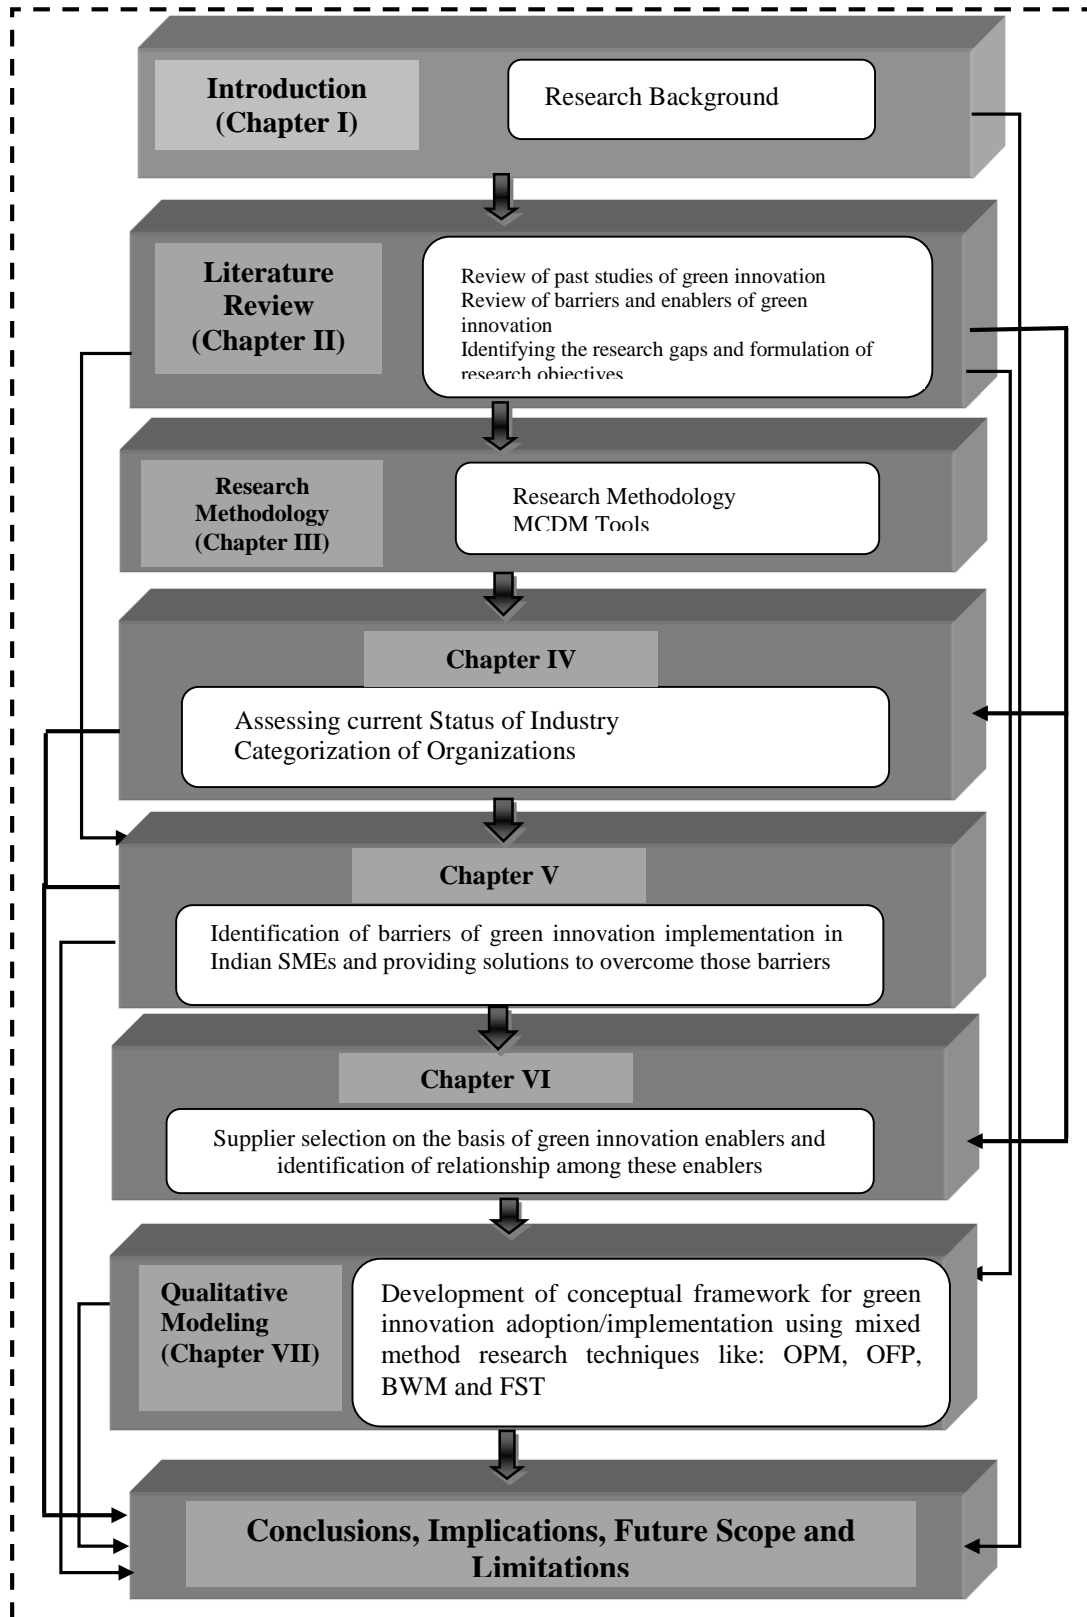 Introduction
(Chapter I)
Research Background
Literature
Review
(Chapter II)
Review of past studies of green innovation
Review of barriers and enablers of green
innovation
Identifying the research gaps and formulation of
research objectives
Research
Methodology
(Chapter III)
Research Methodology
MCDM Tools
Chapter IV
Assessing current Status of Industry
Categorization of Organizations
Chapter V
Identification of barriers of green innovation implementation in
Indian SMEs and providing solutions to overcome those barriers
Chapter VI
Supplier selection on the basis of green innovation enablers and
identification of relationship among these enablers
Qualitative
Modeling
(Chapter VII)
Development of conceptual framework for green
innovation adoption/implementation using mixed
method research techniques like: OPM, OFP,
BWM and FST
Conclusions, Implications, Future Scope and
Limitations